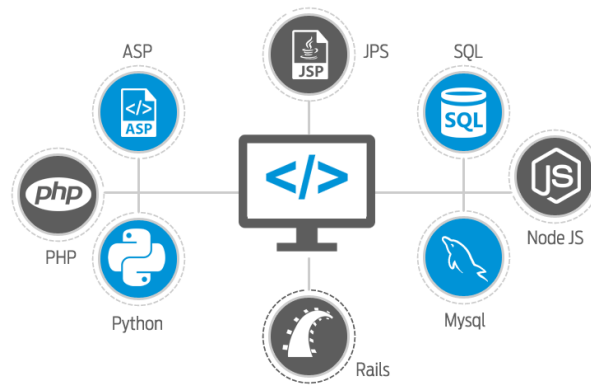 ASP
JPS
SQL
JSP
</>
ASP
SQL
</>
php
JS
PHP
Node JS
Python
Mysql
Rails